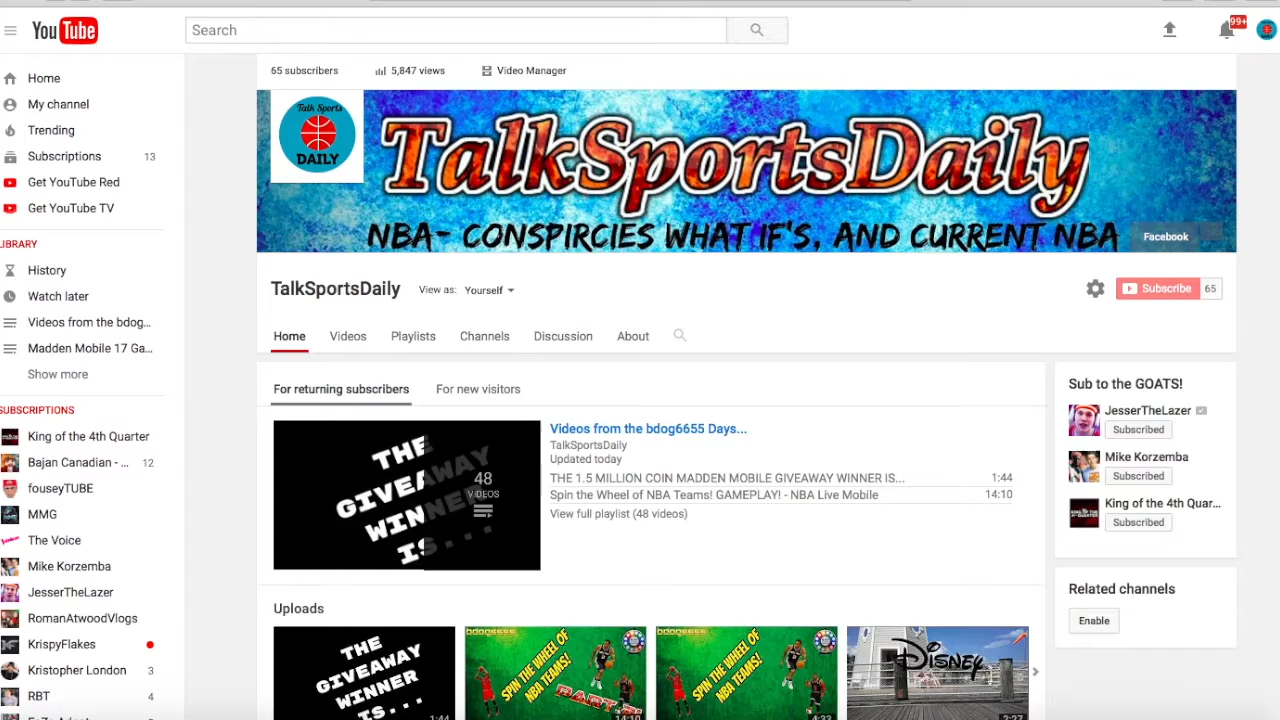 YouTube
Search
99+
Home
My channel
Trending
Subscriptions 13
Get YouTube Red
Get YouTube TV
LIBRARY
History
Watch later
Videos from the bdog...
Madden Mobile 17 Ga...
Show more
SUBSCRIPTIONS
King of the 4th Quarter
Bajan Canadian - ... 12
fouseyTUBE
MMG
The Voice
Mike Korzemba
JesserTheLazer
RomanAtwoodVlogs
KrispyFlakes
Kristopher London 3
RBT 4
65 subscribers 5,847 views Video Manager
Talk Sports
DAILY
TalkSportsDaily
NBA- CONSPIRCIES WHAT IF'S, AND CURRENT NBA
Facebook
TalkSportsDaily View as: Yourself
Subscribe 65
Home Videos Playlists Channels Discussion About
For returning subscribers For new visitors
THE
GIVEAWAY
WINNER
IS...
48
VIDEOS
Videos from the bdog6655 Days...
TalkSportsDaily
Updated today
THE 1.5 MILLION COIN MADDEN MOBILE GIVEAWAY WINNER IS... 1:44
Spin the Wheel of NBA Teams! GAMEPLAY! - NBA Live Mobile 14:10
View full playlist (48 videos)
Uploads
THE
GIVEAWAY
WINNER
IS...
1:44
SPIN THE WHEEL OF
NBA TEAMS!
14:10
SPIN THE WHEEL OF
NBA TEAMS!
4:33
DISNEY
2:27
Sub to the GOATS!
JesserTheLazer
Subscribed
Mike Korzemba
Subscribed
King of the 4th Quar...
Subscribed
Related channels
Enable